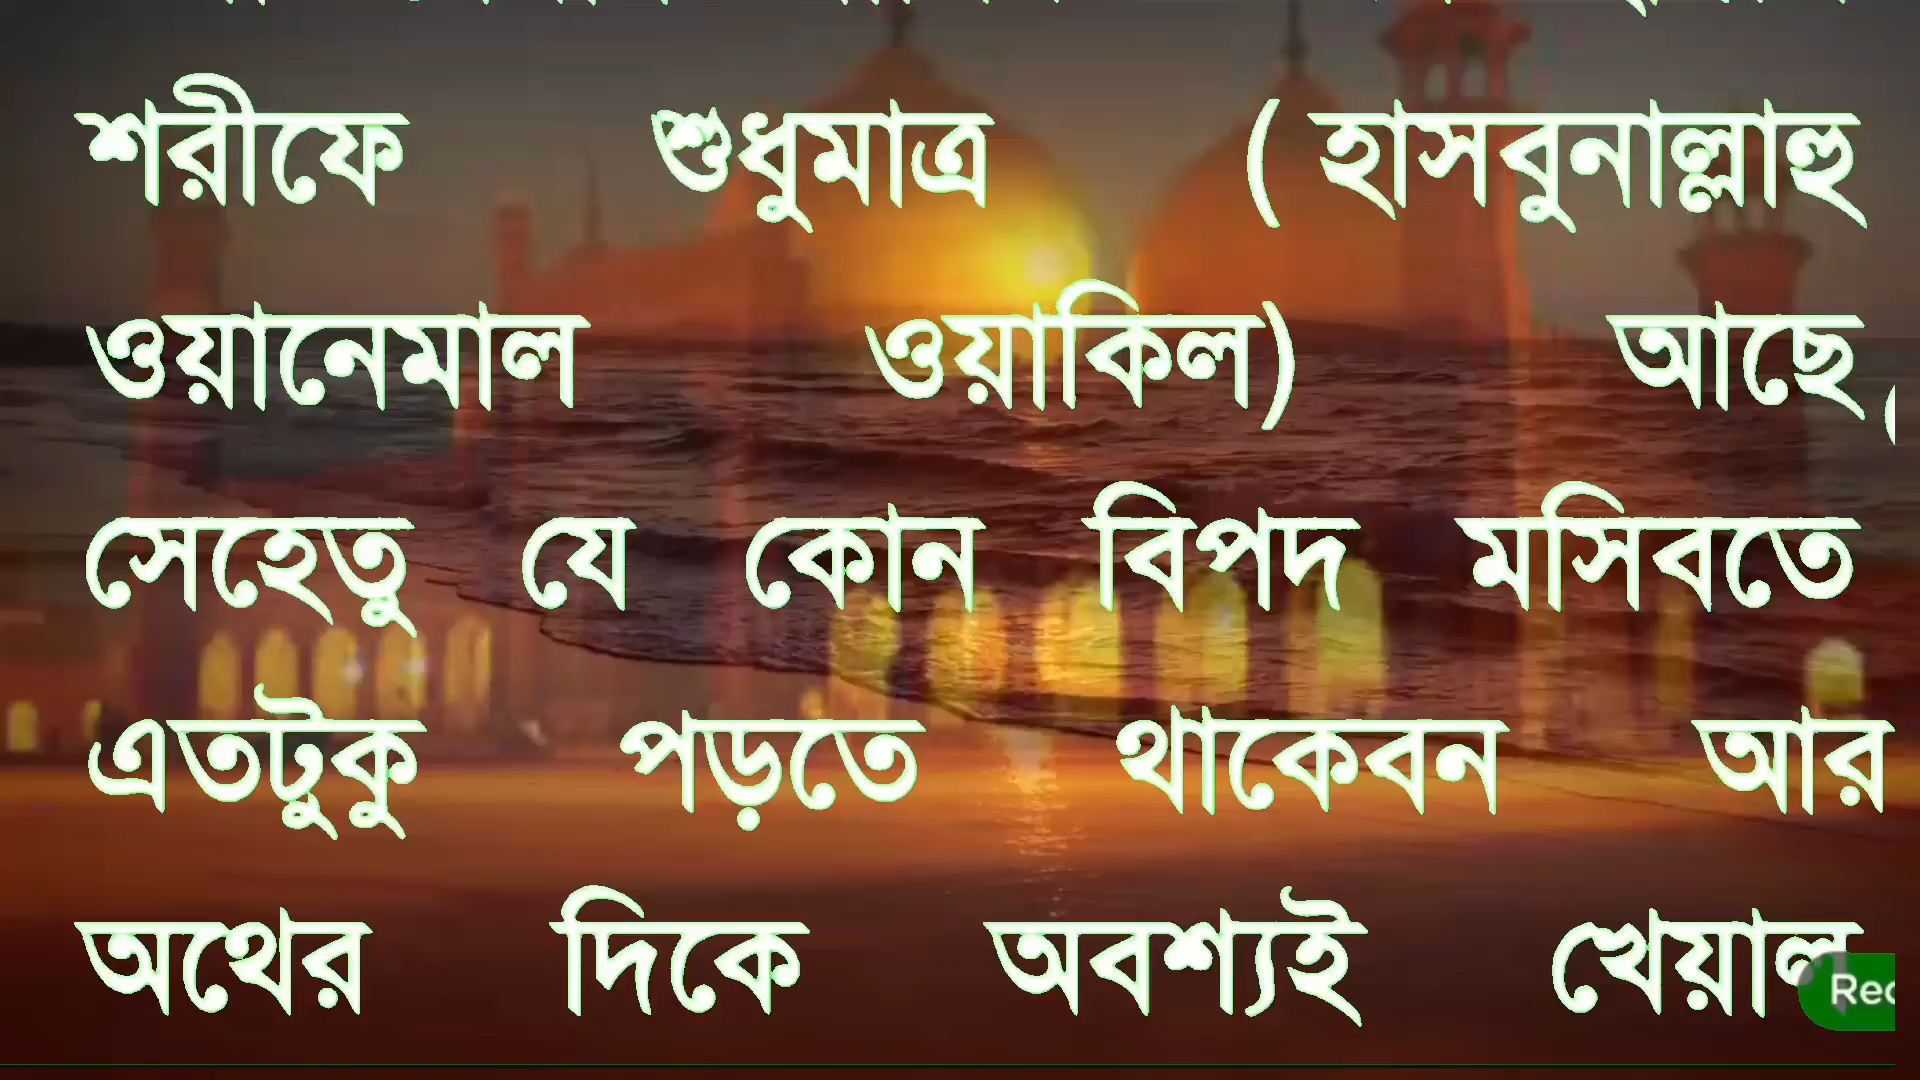 শরীফে শুধুমাত্র ( হাসবুনাল্লাহু
ওয়ানেমাল ওয়াকিল) আছে
সেহেতু যে কোন বিপদ মসিবতে
এতটুকু পড়তে থাকেবন আর
অথের দিকে অবশ্যই খেয়াল